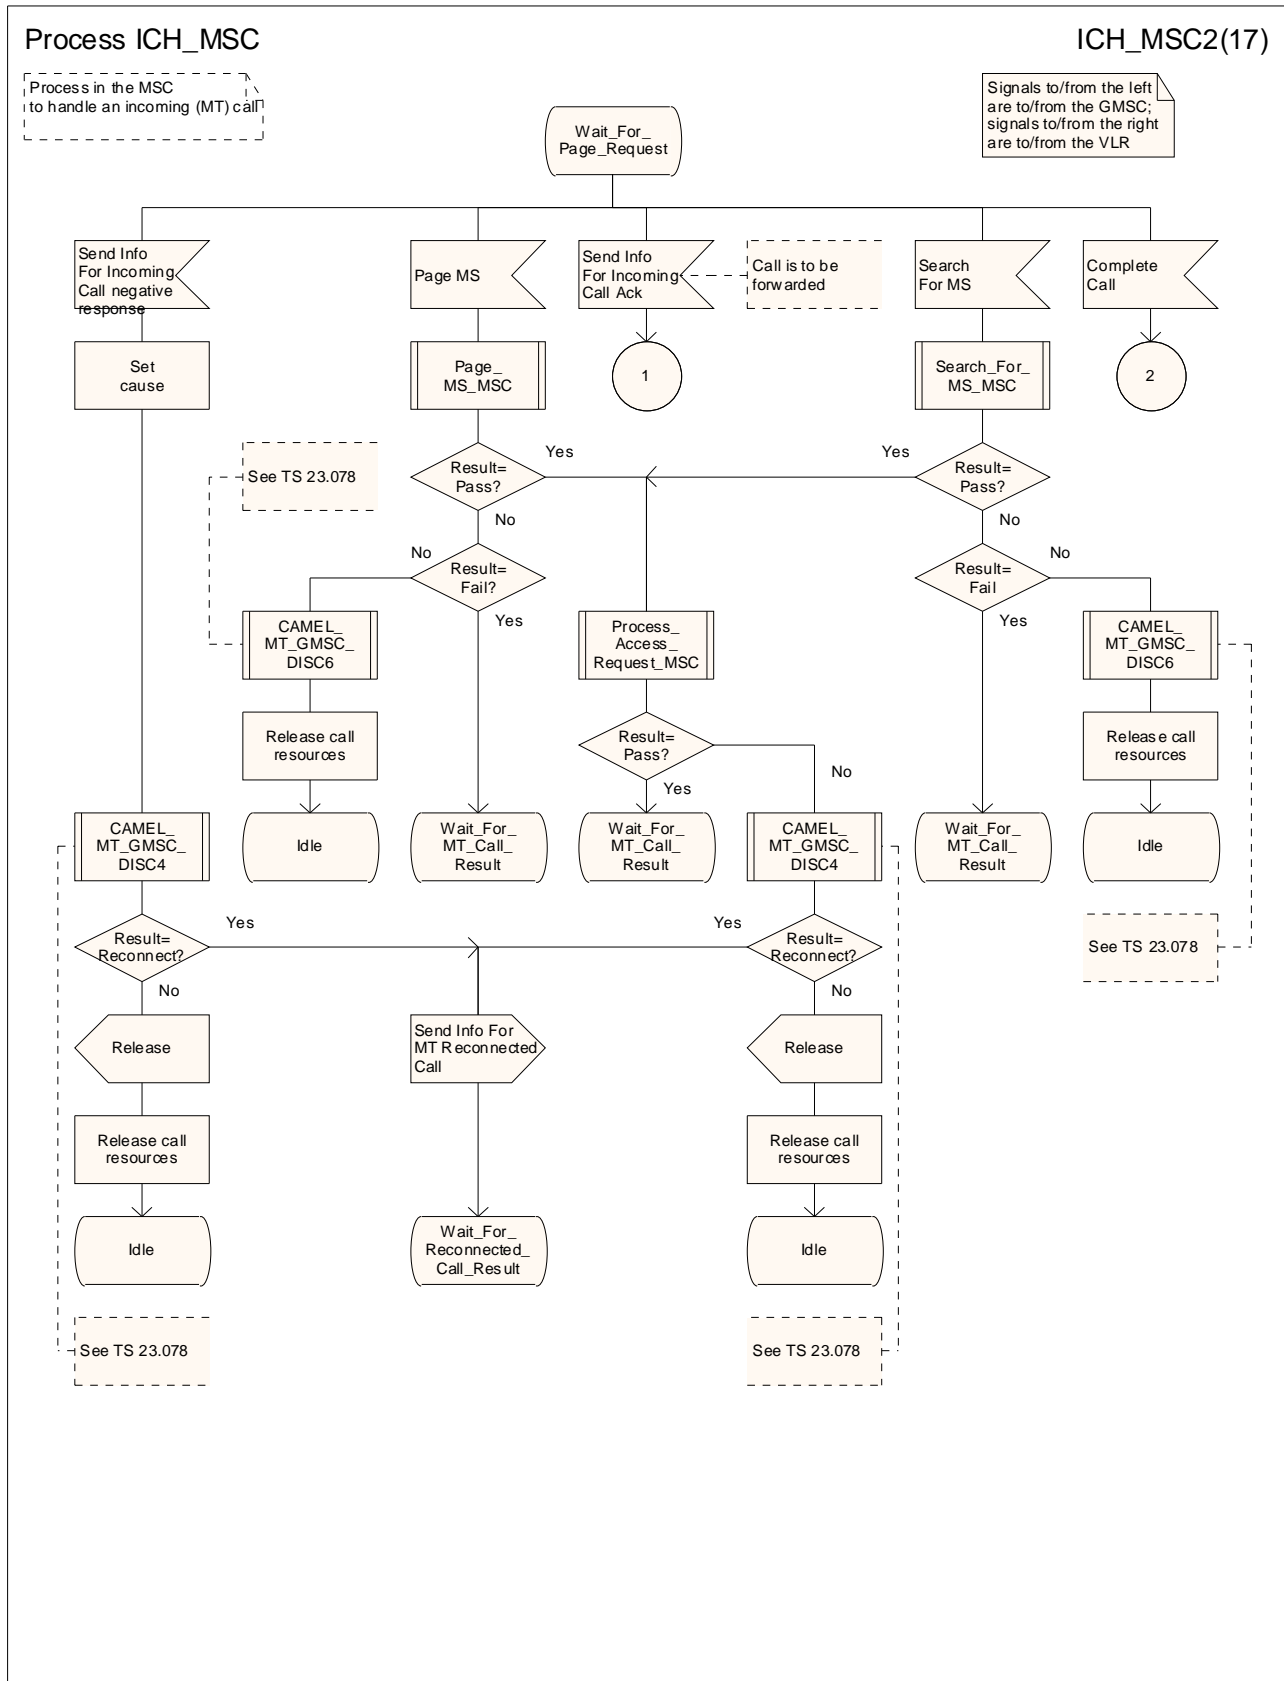 Process ICH_MSC
ICH_MSC2(17)
Process in the MSC
to handle an incoming (MT) call
Signals to/from the left
are to/from the GMSC;
signals to/from the right
are to/from the VLR
Wait_For_
Page_Request
Send Info
For Incoming
Call negative
response
Page MS
Send Info
For Incoming
Call Ack
Call is to be
forwarded
Search
For MS
Complete
Call
Set
cause
Page_
MS_MSC
1
Search_For_
MS_MSC
2
See TS 23.078
Result=
Pass?
Yes
No
Yes
Result=
Pass?
No
No
Result=
Fail?
Yes
Result=
Fail
No
Yes
CAMEL_
MT_GMSC_
DISC6
Process_
Access_
Request_MSC
CAMEL_
MT_GMSC_
DISC6
Release call
resources
Result=
Pass?
No
Yes
Release call
resources
CAMEL_
MT_GMSC_
DISC4
Idle
Wait_For_
MT_Call_
Result
Wait_For_
MT_Call_
Result
CAMEL_
MT_GMSC_
DISC4
Wait_For_
MT_Call_
Result
Idle
Result=
Reconnect?
Yes
No
Yes
Result=
Reconnect?
No
See TS 23.078
Release
Send Info For
MT Reconnected
Call
Release
Release call
resources
Release call
resources
Idle
Wait_For_
Reconnected_
Call_Result
Idle
See TS 23.078
See TS 23.078